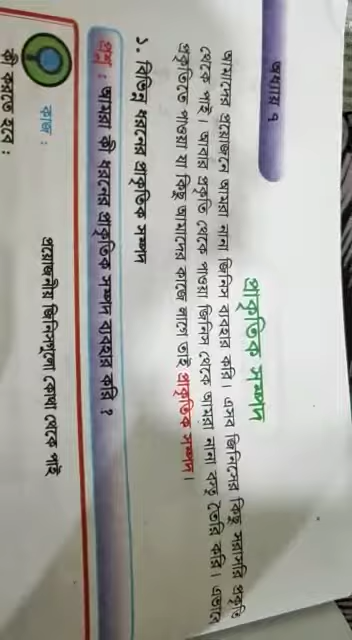 অধ্যায় ৭
প্রাকৃতিক সম্পদ
আমাদের প্রয়োজনে আমরা নানা জিনিস ব্যবহার করি। এসব জিনিসের কিছু সরাসরি প্রকৃতি
থেকে পাই। আবার প্রকৃতি থেকে পাওয়া জিনিস থেকে আমরা নানা বস্তু তৈরি করি। এভাবে
প্রকৃতিতে পাওয়া যা কিছু আমাদের কাজে লাগে তাই প্রাকৃতিক সম্পদ।
১. বিভিন্ন ধরনের প্রাকৃতিক সম্পদ
প্রশ্ন : আমরা কী ধরনের প্রাকৃতিক সম্পদ ব্যবহার করি ?
কাজ : প্রয়োজনীয় জিনিসগুলো কোথা থেকে পাই
কী করতে হবে :